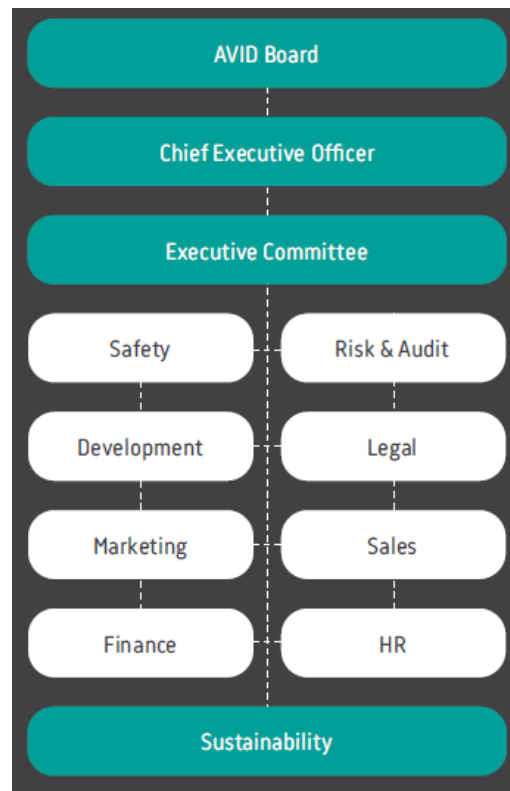 AVID Board
Chief Executive Officer
Executive Committee
Safety
Risk & Audit
Development
Legal
Marketing
Sales
Finance
HR
Sustainability